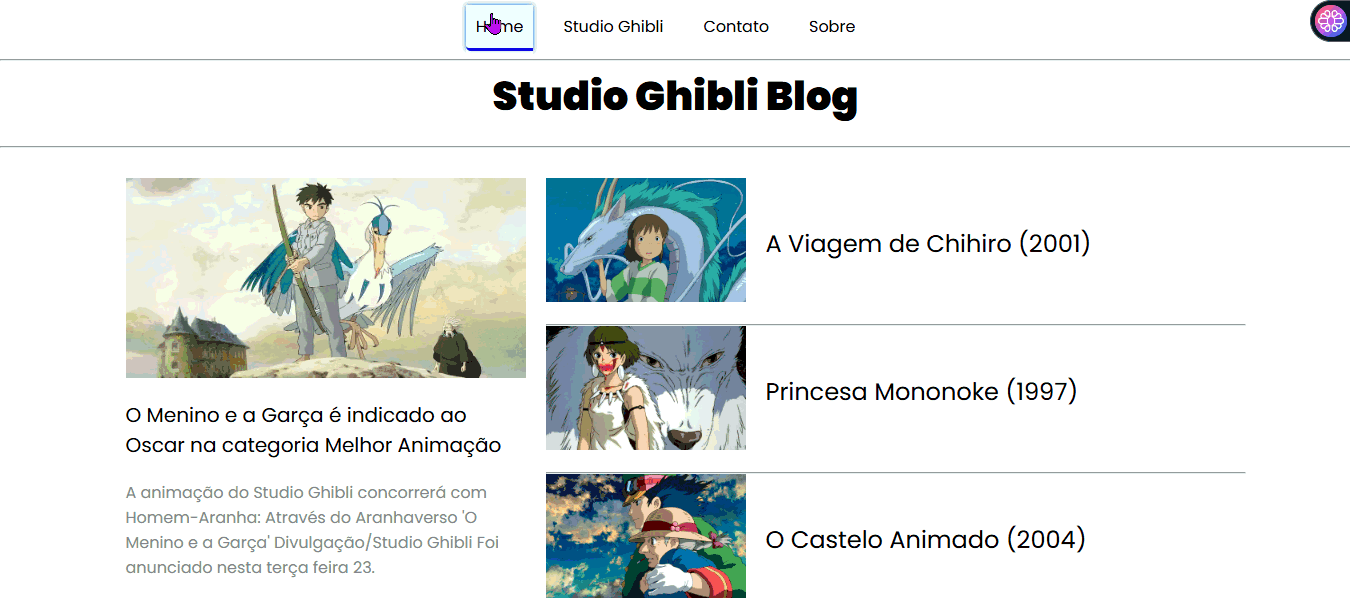 Home
Studio Ghibli
Contato
Sobre
Studio Ghibli Blog
O Menino e a Garça é indicado ao
Oscar na categoria Melhor Animação
A animação do Studio Ghibli concorrerá com
Homem-Aranha: Através do Aranhaverso 'O
Menino e a Garça' Divulgação/Studio Ghibli Foi
anunciado nesta terça feira 23.
A Viagem de Chihiro (2001)
Princesa Mononoke (1997)
O Castelo Animado (2004)